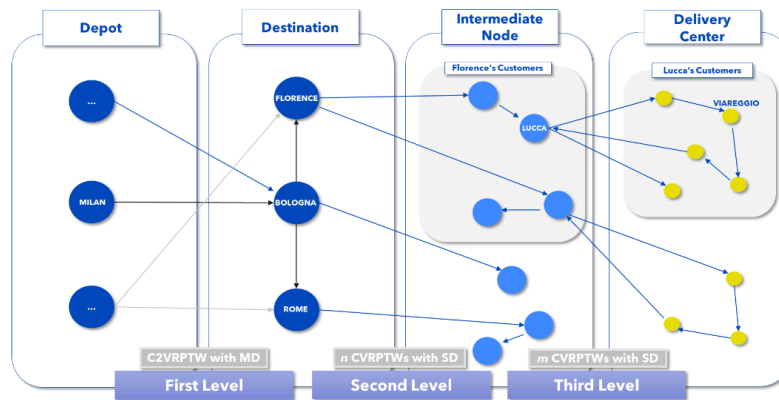 Depot
Destination
Intermediate
Node
Delivery
Center
Florence's Customers
Lucca's Customers
...
FLORENCE
LUCCA
VIAREGGIO
MILAN
BOLOGNA
...
ROME
C2VRPTW with MD
n CVRPTWs with SD
m CVRPTWs with SD
First Level
Second Level
Third Level